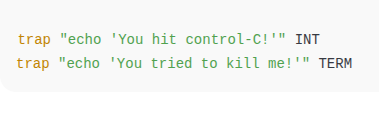 trap "echo 'You hit control-C!'" INT
trap "echo 'You tried to kill me!'" TERM